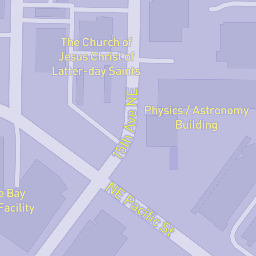 The Church of
Jesus Christ of
Latter-day Saints
Physics / Astronomy
Building
15th Ave NE
NE Pacific St
Bay
Facility